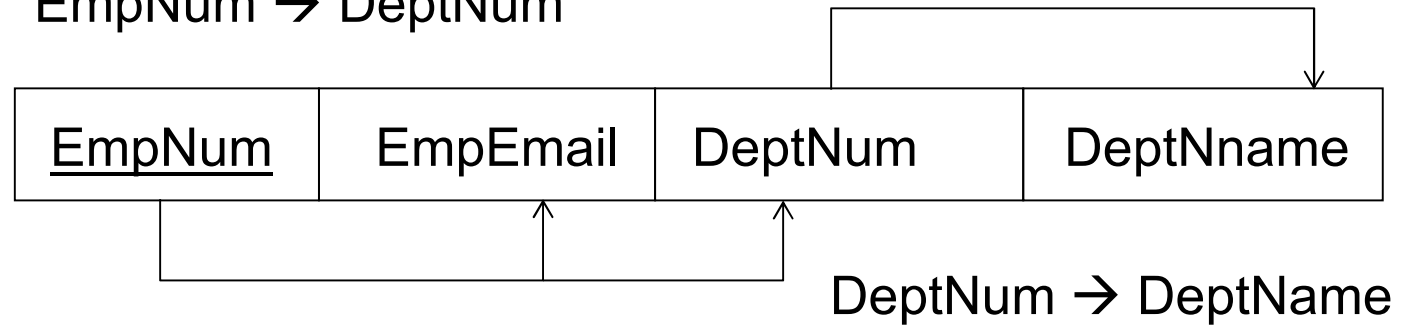 EmpNum → DeptNum
EmpNum EmpEmail DeptNum DeptNname
DeptNum → DeptName